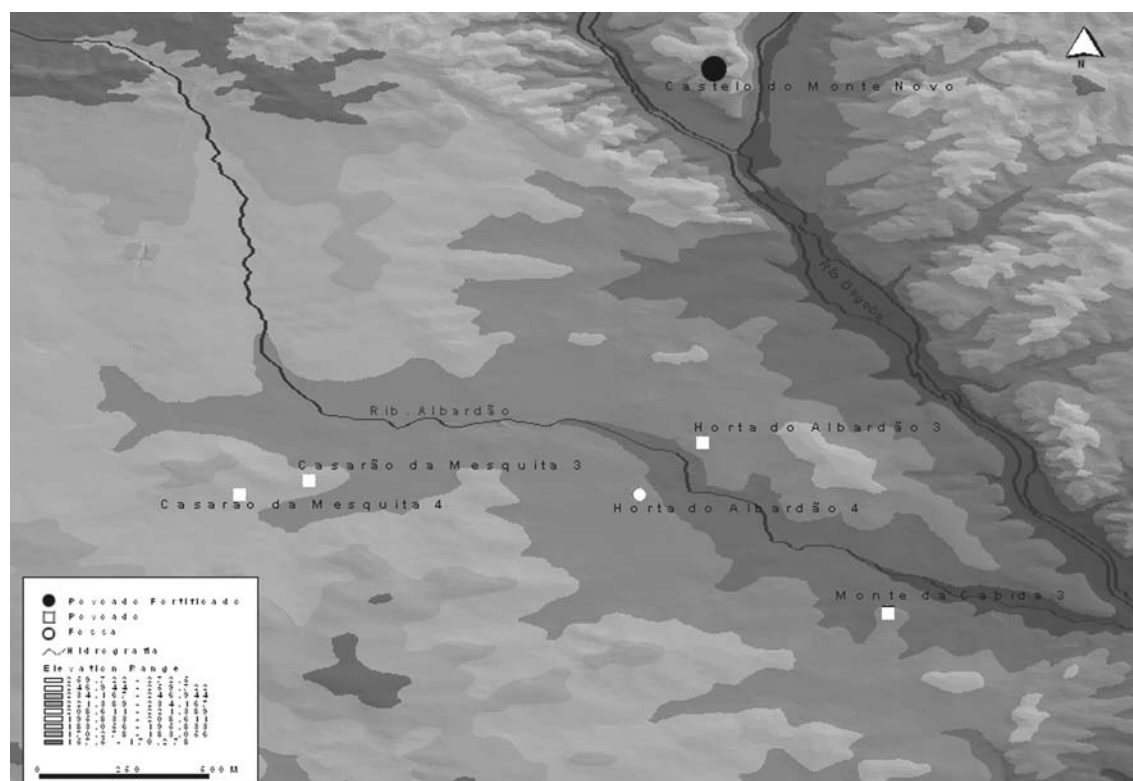 N
Castelo do Monte Novo
Rib. Degebe
Rib. Albardão
Horta do Albardão 3
Casarão da Mesquita 3
Casarão da Mesquita 4
Horta do Albardão 4
Monte da Cabida 3
Povoado Fortificado
Povoado
Fossa
Hidrografia
Elevation Range
0 250 500 M